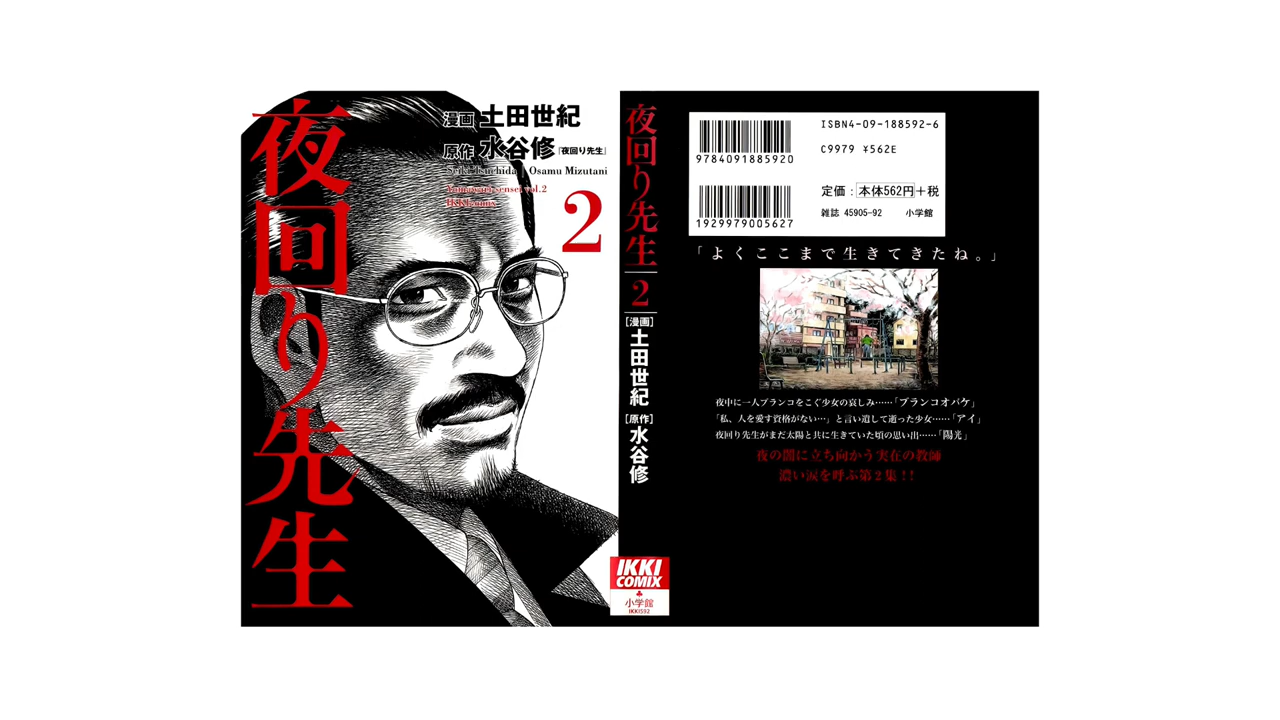 夜回り先生
漫画 土田世紀
原作 水谷修『夜回り先生』
Seiki Tsuchida | Osamu Mizutani
Yomawari sensei vol.2
IKKI comix
2
夜回り先生
2
[漫画]
土田世紀
[原作]
水谷修
IKKI
COMIX
小学館
IKKI592
9784091885920
1929979005627
ISBN4-09-188592-6
C9979 ¥562E
定価:本体562円+税
雑誌 45905-92 小学館
「よくここまで生きてきたね。」
夜中に一人ブランコをこぐ少女の哀しみ……「ブランコオバケ」
「私、人を愛す資格がない…」と言い遺して逝った少女……「アイ」
夜回り先生がまだ太陽と共に生きていた頃の思い出……「陽光」
夜の闇に立ち向かう実在の教師
濃い涙を呼ぶ第2集!!